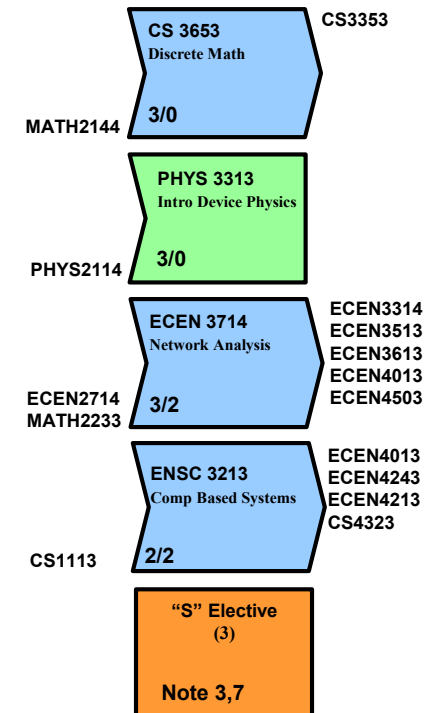 CS 3653
Discrete Math
3/0
MATH2144
CS3353
PHYS 3313
Intro Device Physics
3/0
PHYS2114
ECEN 3714
Network Analysis
3/2
ECEN2714
MATH2233
ECEN3314
ECEN3513
ECEN3613
ECEN4013
ECEN4503
ENSC 3213
Comp Based Systems
2/2
CS1113
ECEN4013
ECEN4243
ECEN4213
CS4323
“S” Elective
(3)
Note 3,7